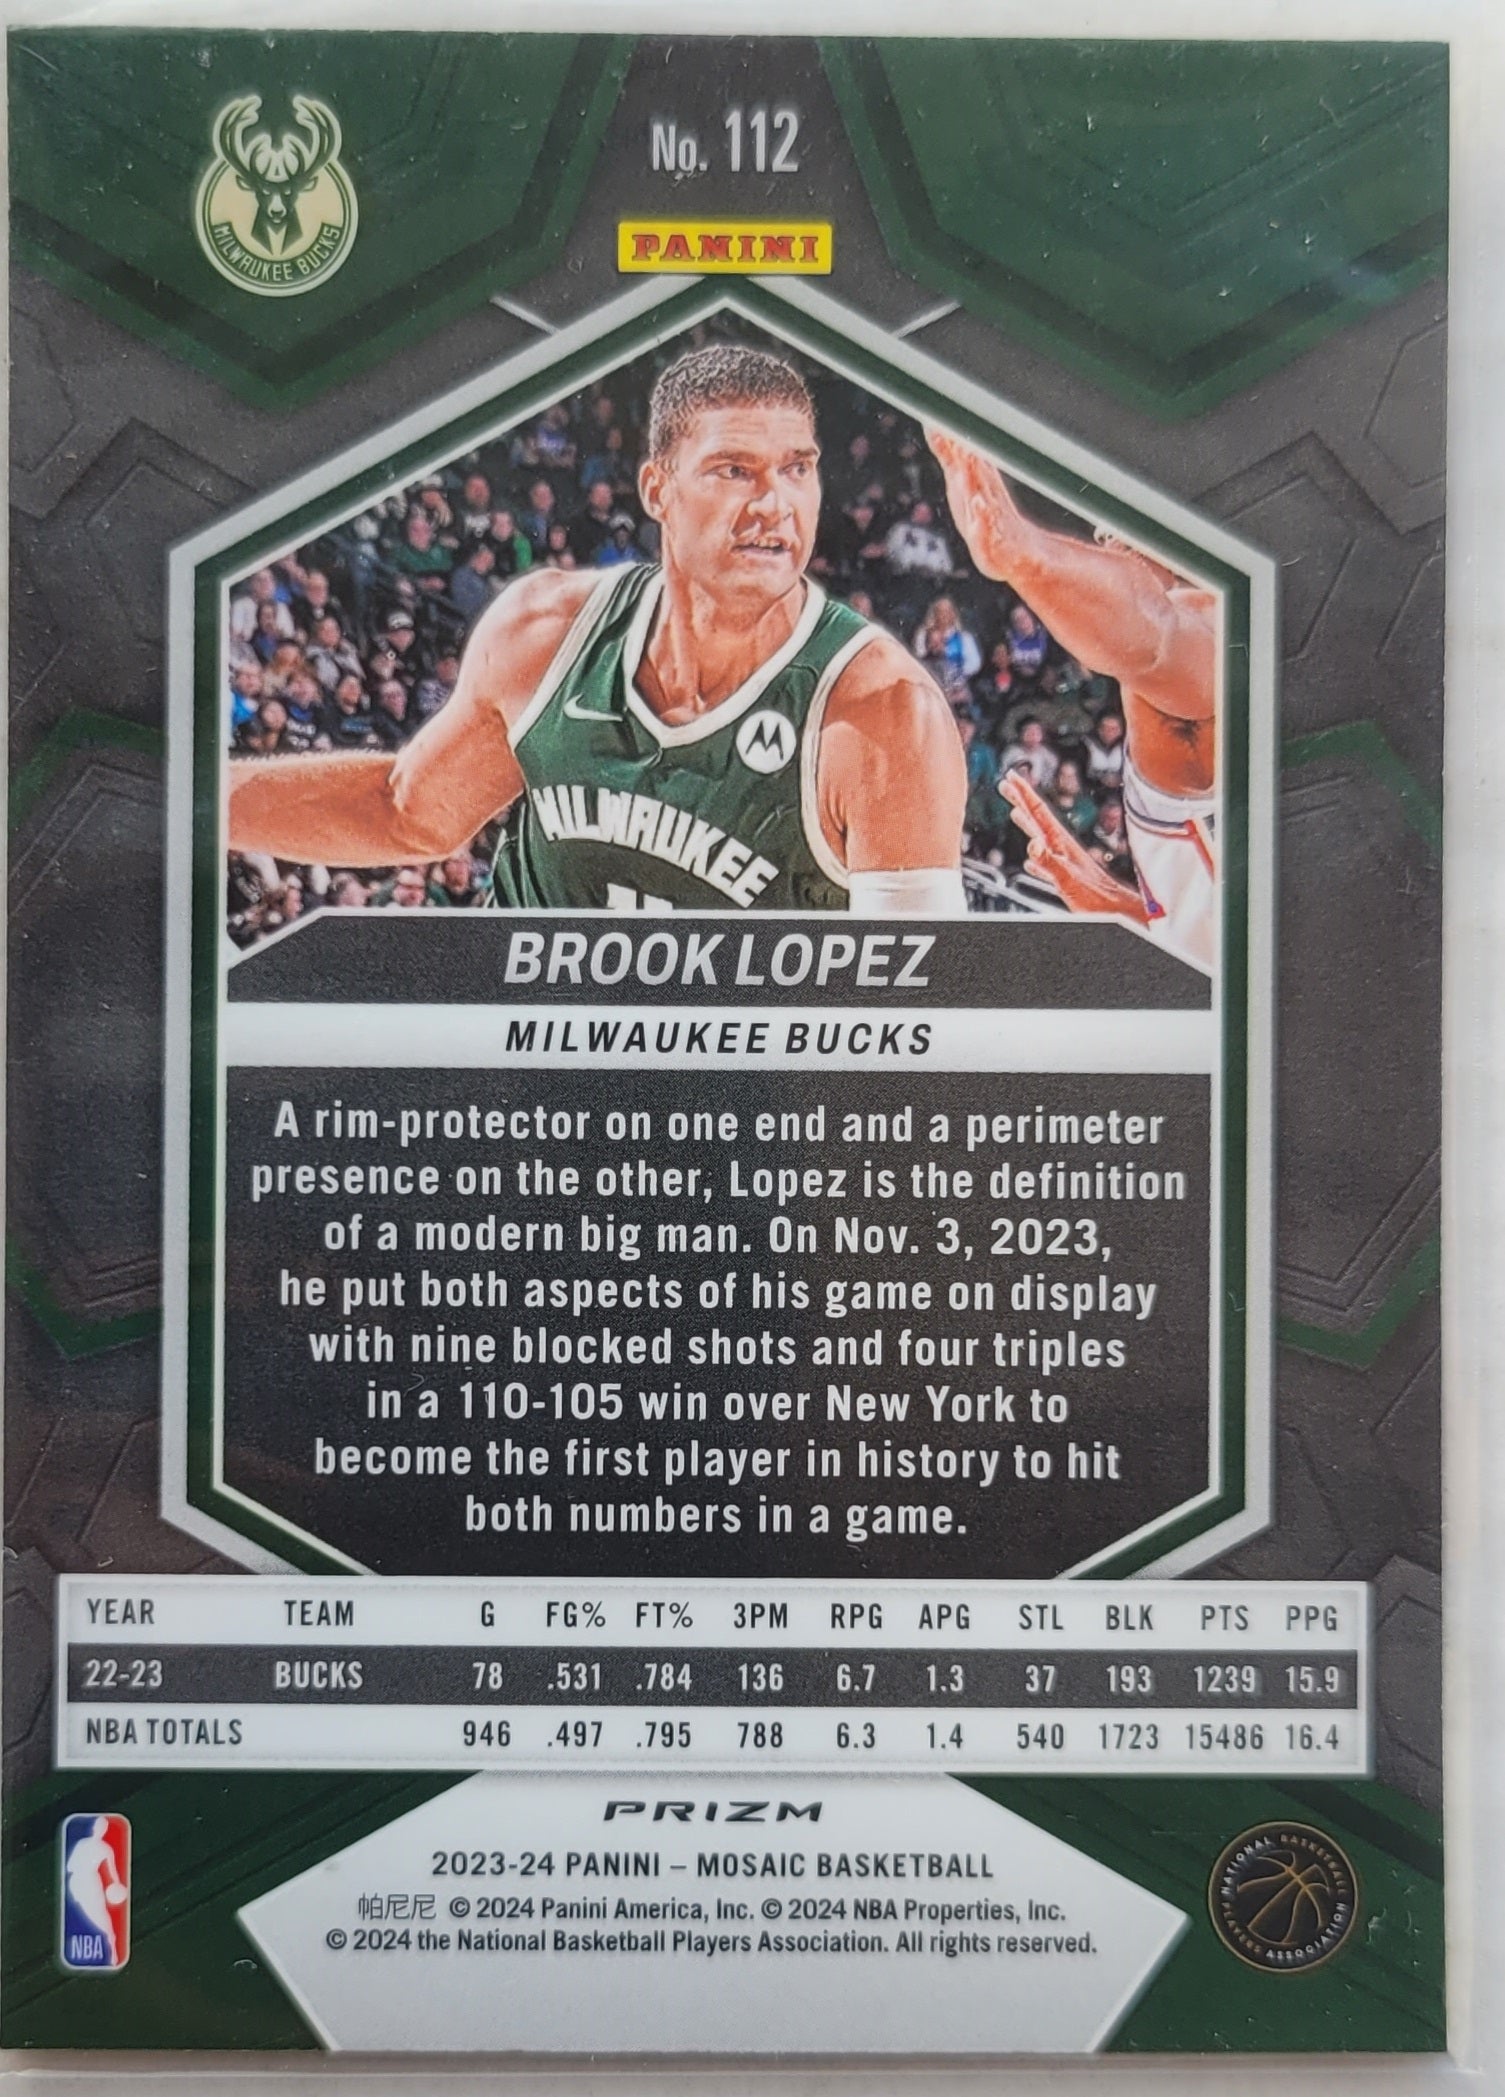 No. 112
MILWAUKEE BUCKS
PANINI
MILWAUKEE
BROOK LOPEZ
MILWAUKEE BUCKS
A rim-protector on one end and a perimeter
presence on the other, Lopez is the definition
of a modern big man. On Nov. 3, 2023,
he put both aspects of his game on display
with nine blocked shots and four triples
in a 110-105 win over New York to
become the first player in history to hit
both numbers in a game.
YEAR TEAM G FG% FT% 3PM RPG APG STL BLK PTS PPG
22-23 BUCKS 78 .531 .784 136 6.7 1.3 37 193 1239 15.9
NBA TOTALS 946 .497 .795 788 6.3 1.4 540 1723 15486 16.4
PRIZM
2023-24 PANINI – MOSAIC BASKETBALL
帕尼尼 © 2024 Panini America, Inc. © 2024 NBA Properties, Inc.
© 2024 the National Basketball Players Association. All rights reserved.
NBA
NATIONAL BASKETBALL PLAYERS ASSOCIATION